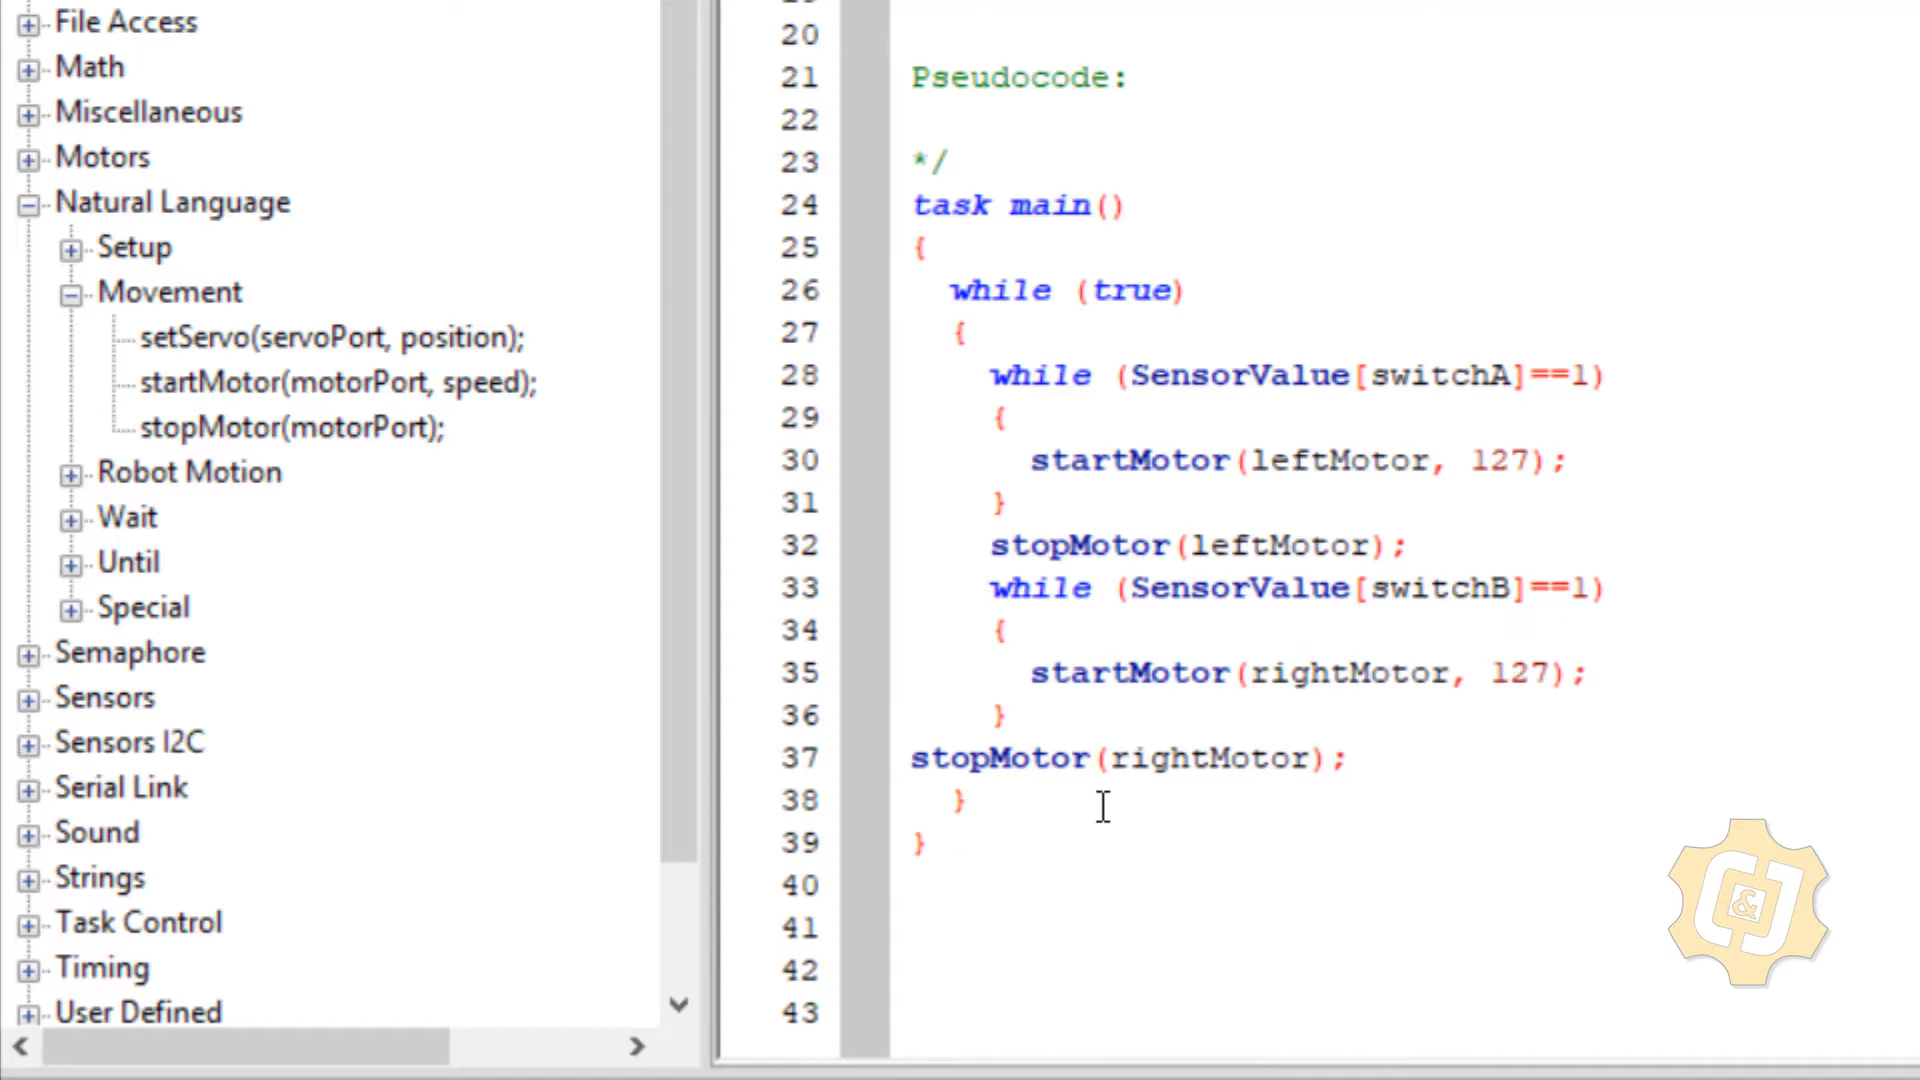 File Access
Math
Miscellaneous
Motors
Natural Language
Setup
Movement
setServo(servoPort, position);
startMotor(motorPort, speed);
stopMotor(motorPort);
Robot Motion
Wait
Until
Special
Semaphore
Sensors
Sensors I2C
Serial Link
Sound
Strings
Task Control
Timing
User Defined
20
21 Pseudocode:
22
23 */
24 task main()
25 {
26 while (true)
27 {
28 while (SensorValue[switchA]==1)
29 {
30 startMotor(leftMotor, 127);
31 }
32 stopMotor(leftMotor);
33 while (SensorValue[switchB]==1)
34 {
35 startMotor(rightMotor, 127);
36 }
37 stopMotor(rightMotor);
38 }
39 }
40
41
42
43
C&J